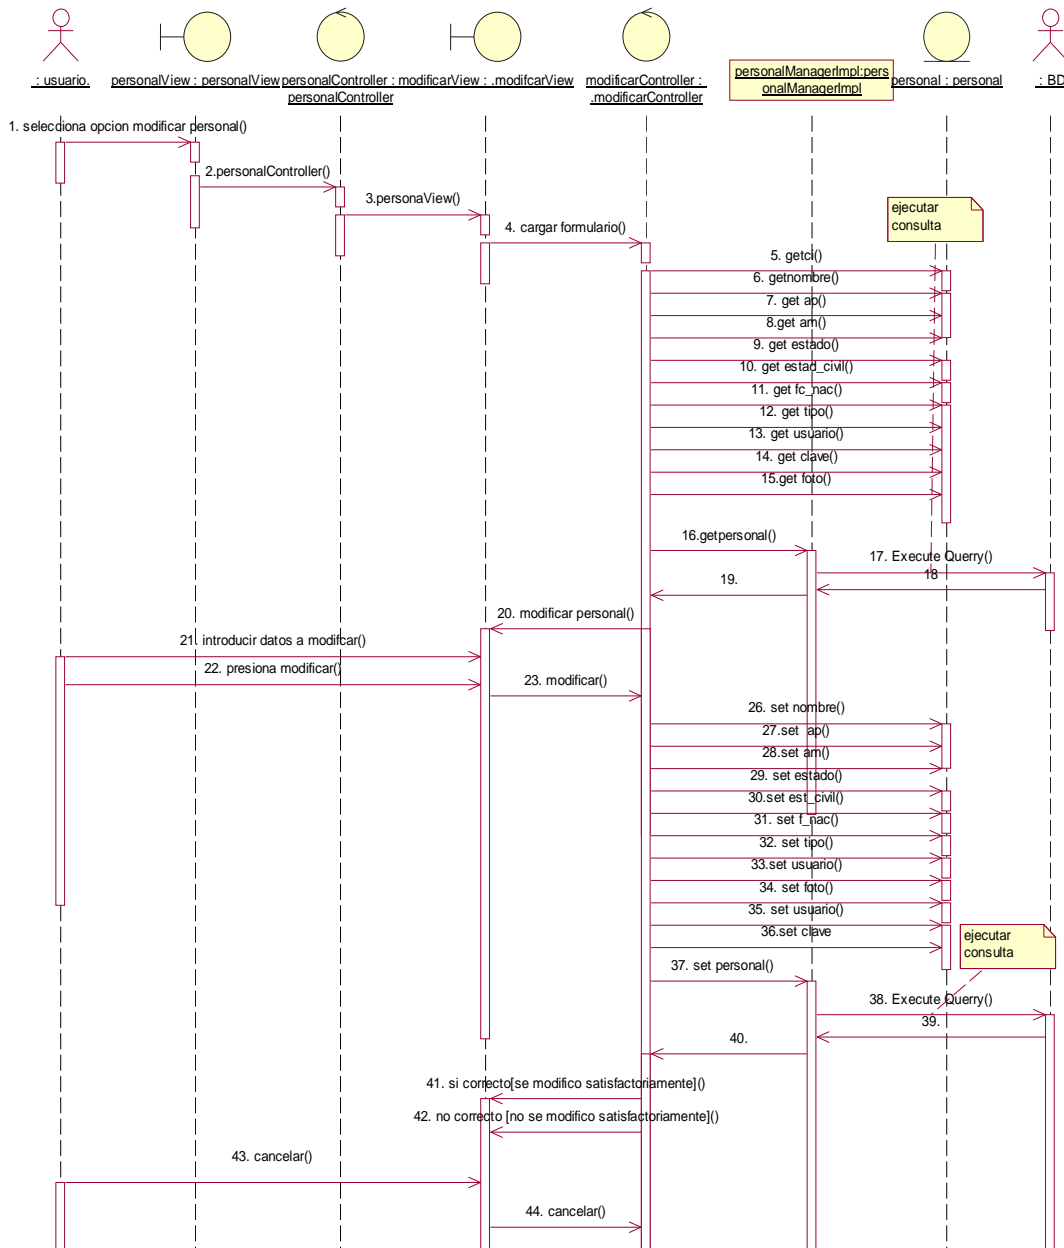 : usuario.
personalView : personalView
personalController :
personalController
modificarView : .modifcarView
modificarController :
.modificarController
personalManagerImpl:pers
onalManagerImpl
personal : personal
: BD
1. selecciona opcion modificar personal()
2.personalController()
3.personaView()
4. cargar formulario()
ejecutar
consulta
5. getci()
6. getnombre()
7. get ap()
8.get am()
9. get estado()
10. get estad_civil()
11. get fc_nac()
12. get tipo()
13. get usuario()
14. get clave()
15.get foto()
16.getpersonal()
17. Execute Querry()
18
19.
20. modificar personal()
21. introducir datos a modifcar()
22. presiona modificar()
23. modificar()
26. set nombre()
27.set ap()
28.set am()
29. set estado()
30.set est_civil()
31. set f_nac()
32. set tipo()
33.set usuario()
34. set foto()
35. set usuario()
36.set clave
ejecutar
consulta
37. set personal()
38. Execute Querry()
39.
40.
41. si correcto[se modifico satisfactoriamente]()
42. no correcto [no se modifico satisfactoriamente]()
43. cancelar()
44. cancelar()